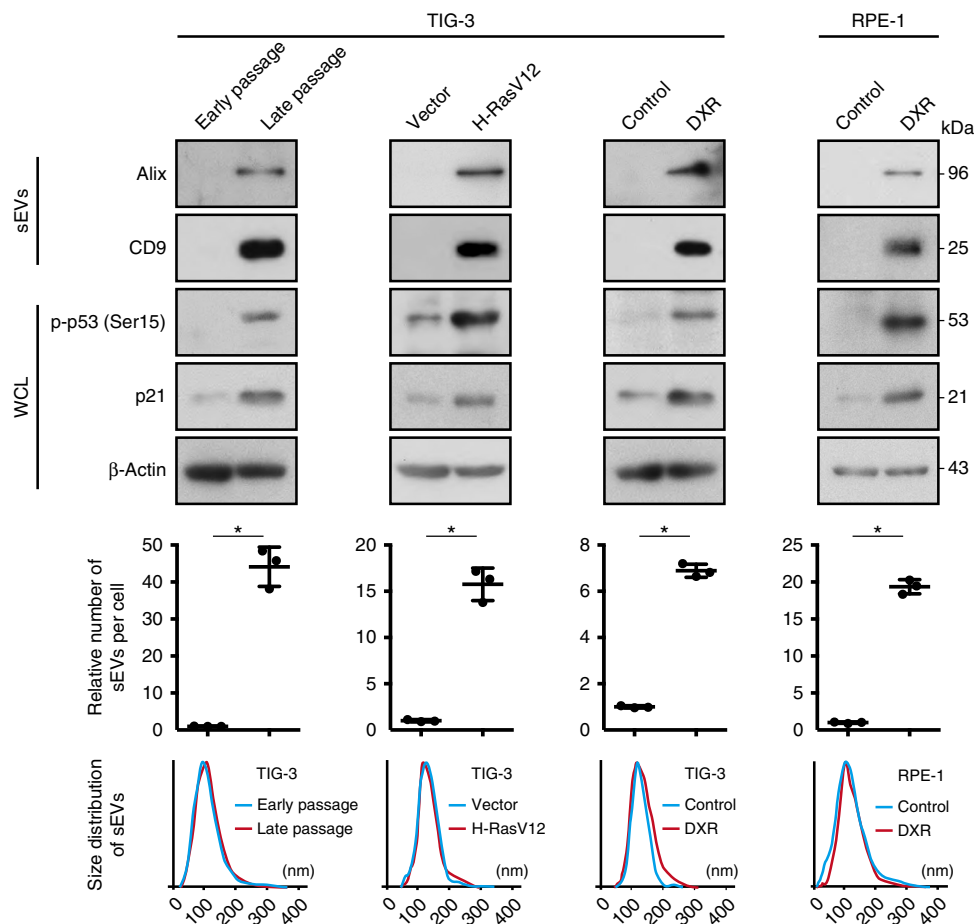 TIG-3 RPE-1
Early passage Late passage Vector H-RasV12 Control DXR Control DXR
kDa
sEVs
Alix 96
CD9 25
WCL
p-p53 (Ser15) 53
p21 21
β-Actin 43
* * * *
Relative number of
sEVs per cell
50 40 30 20 10 0
20 15 10 5 0
8 6 4 2 0
25 20 15 10 5 0
Size distribution
of sEVs
TIG-3
Early passage
Late passage
(nm)
0 100 200 300 400
TIG-3
Vector
H-RasV12
(nm)
0 100 200 300 400
TIG-3
Control
DXR
(nm)
0 100 200 300 400
RPE-1
Control
DXR
(nm)
0 100 200 300 400